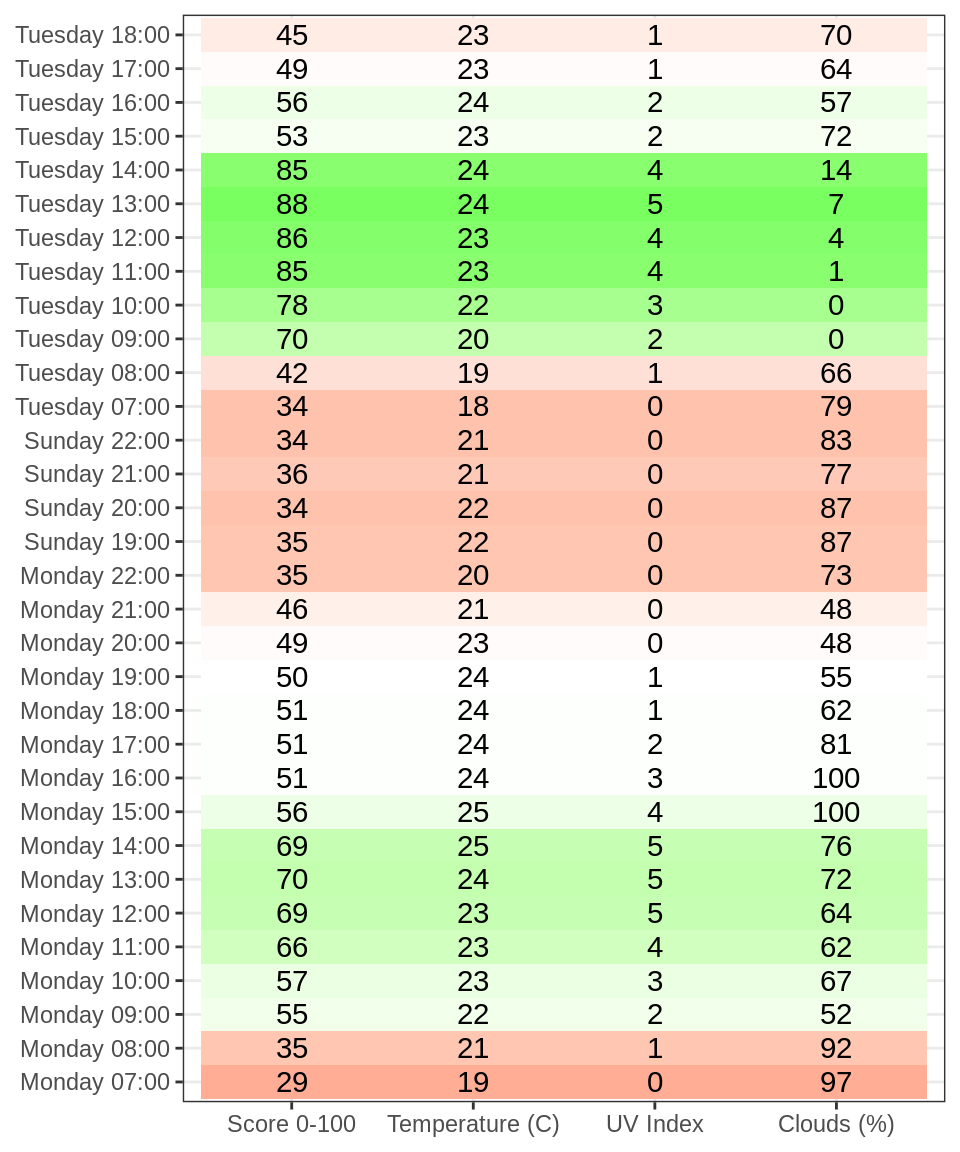 Tuesday 18:00 45 23 1 70
Tuesday 17:00 49 23 1 64
Tuesday 16:00 56 24 2 57
Tuesday 15:00 53 23 2 72
Tuesday 14:00 85 24 4 14
Tuesday 13:00 88 24 5 7
Tuesday 12:00 86 23 4 4
Tuesday 11:00 85 23 4 1
Tuesday 10:00 78 22 3 0
Tuesday 09:00 70 20 2 0
Tuesday 08:00 42 19 1 66
Tuesday 07:00 34 18 0 79
Sunday 22:00 34 21 0 83
Sunday 21:00 36 21 0 77
Sunday 20:00 34 22 0 87
Sunday 19:00 35 22 0 87
Monday 22:00 35 20 0 73
Monday 21:00 46 21 0 48
Monday 20:00 49 23 0 48
Monday 19:00 50 24 1 55
Monday 18:00 51 24 1 62
Monday 17:00 51 24 2 81
Monday 16:00 51 24 3 100
Monday 15:00 56 25 4 100
Monday 14:00 69 25 5 76
Monday 13:00 70 24 5 72
Monday 12:00 69 23 5 64
Monday 11:00 66 23 4 62
Monday 10:00 57 23 3 67
Monday 09:00 55 22 2 52
Monday 08:00 35 21 1 92
Monday 07:00 29 19 0 97
Score 0-100 Temperature (C) UV Index Clouds (%)